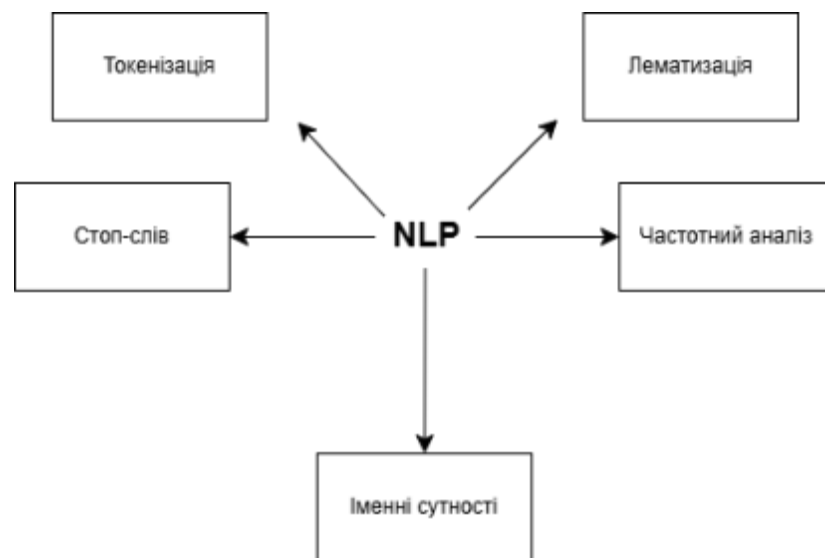 Токенізація
Лематизація
Стоп-слів
NLP
Частотний аналіз
Іменні сутності